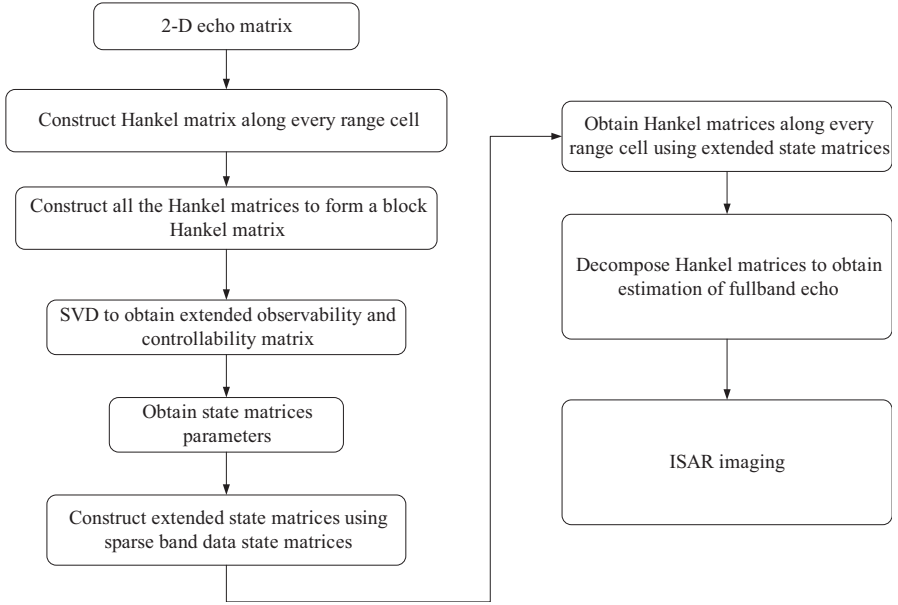 2-D echo matrix
Construct Hankel matrix along every range cell
Construct all the Hankel matrices to form a block
Hankel matrix
SVD to obtain extended observability and
controllability matrix
Obtain state matrices
parameters
Construct extended state matrices using
sparse band data state matrices
Obtain Hankel matrices along every
range cell using extended state matrices
Decompose Hankel matrices to obtain
estimation of fullband echo
ISAR imaging